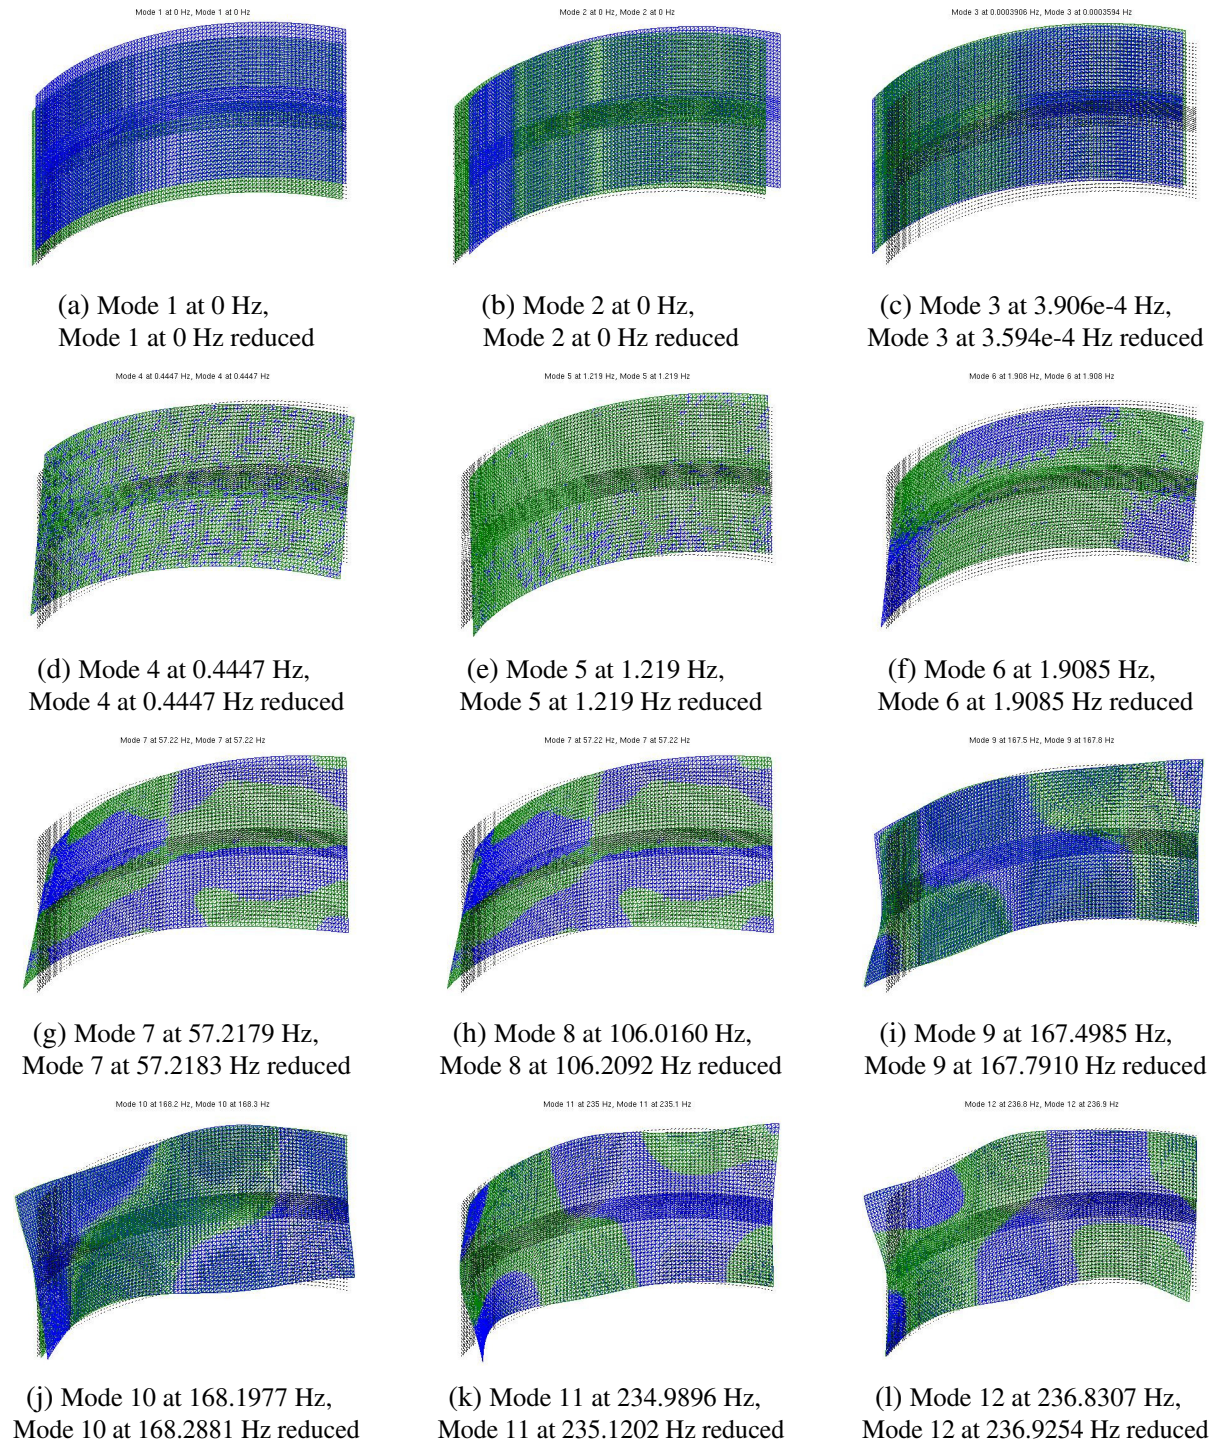 Mode 1 at 0 Hz, Mode 1 at 0 Hz
Mode 2 at 0 Hz, Mode 2 at 0 Hz
Mode 3 at 0.0003906 Hz, Mode 3 at 0.0003594 Hz
(a) Mode 1 at 0 Hz,
Mode 1 at 0 Hz reduced
(b) Mode 2 at 0 Hz,
Mode 2 at 0 Hz reduced
(c) Mode 3 at 3.906e-4 Hz,
Mode 3 at 3.594e-4 Hz reduced
Mode 4 at 0.4447 Hz, Mode 4 at 0.4447 Hz
Mode 5 at 1.219 Hz, Mode 5 at 1.219 Hz
Mode 6 at 1.908 Hz, Mode 6 at 1.908 Hz
(d) Mode 4 at 0.4447 Hz,
Mode 4 at 0.4447 Hz reduced
(e) Mode 5 at 1.219 Hz,
Mode 5 at 1.219 Hz reduced
(f) Mode 6 at 1.9085 Hz,
Mode 6 at 1.9085 Hz reduced
Mode 7 at 57.22 Hz, Mode 7 at 57.22 Hz
Mode 7 at 57.22 Hz, Mode 7 at 57.22 Hz
Mode 9 at 167.5 Hz, Mode 9 at 167.8 Hz
(g) Mode 7 at 57.2179 Hz,
Mode 7 at 57.2183 Hz reduced
(h) Mode 8 at 106.0160 Hz,
Mode 8 at 106.2092 Hz reduced
(i) Mode 9 at 167.4985 Hz,
Mode 9 at 167.7910 Hz reduced
Mode 10 at 168.2 Hz, Mode 10 at 168.3 Hz
Mode 11 at 235 Hz, Mode 11 at 235.1 Hz
Mode 12 at 236.8 Hz, Mode 12 at 236.9 Hz
(j) Mode 10 at 168.1977 Hz,
Mode 10 at 168.2881 Hz reduced
(k) Mode 11 at 234.9896 Hz,
Mode 11 at 235.1202 Hz reduced
(l) Mode 12 at 236.8307 Hz,
Mode 12 at 236.9254 Hz reduced